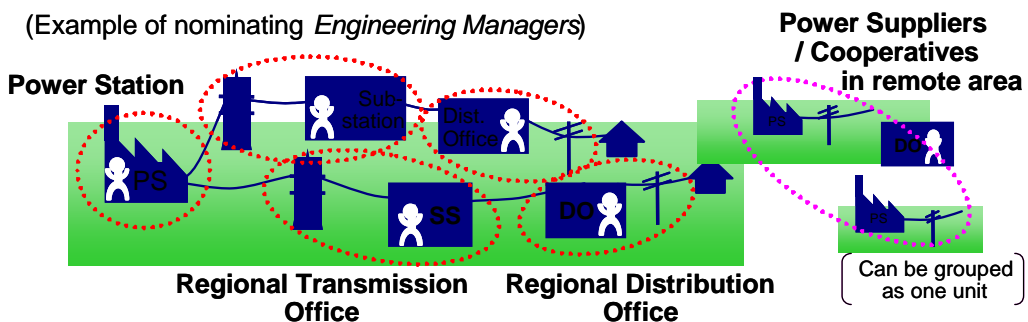 (Example of nominating Engineering Managers)
Power Suppliers
/ Cooperatives
in remote area
Power Station
Sub-
station
Dist.
Office
PS
DO
PS
SS
DO
PS
Regional Transmission
Office
Regional Distribution
Office
Can be grouped
as one unit